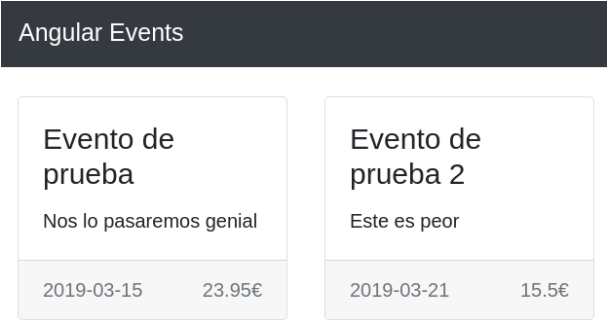 Angular Events
Evento de
prueba
Nos lo pasaremos genial
2019-03-15 23.95€
Evento de
prueba 2
Este es peor
2019-03-21 15.5€